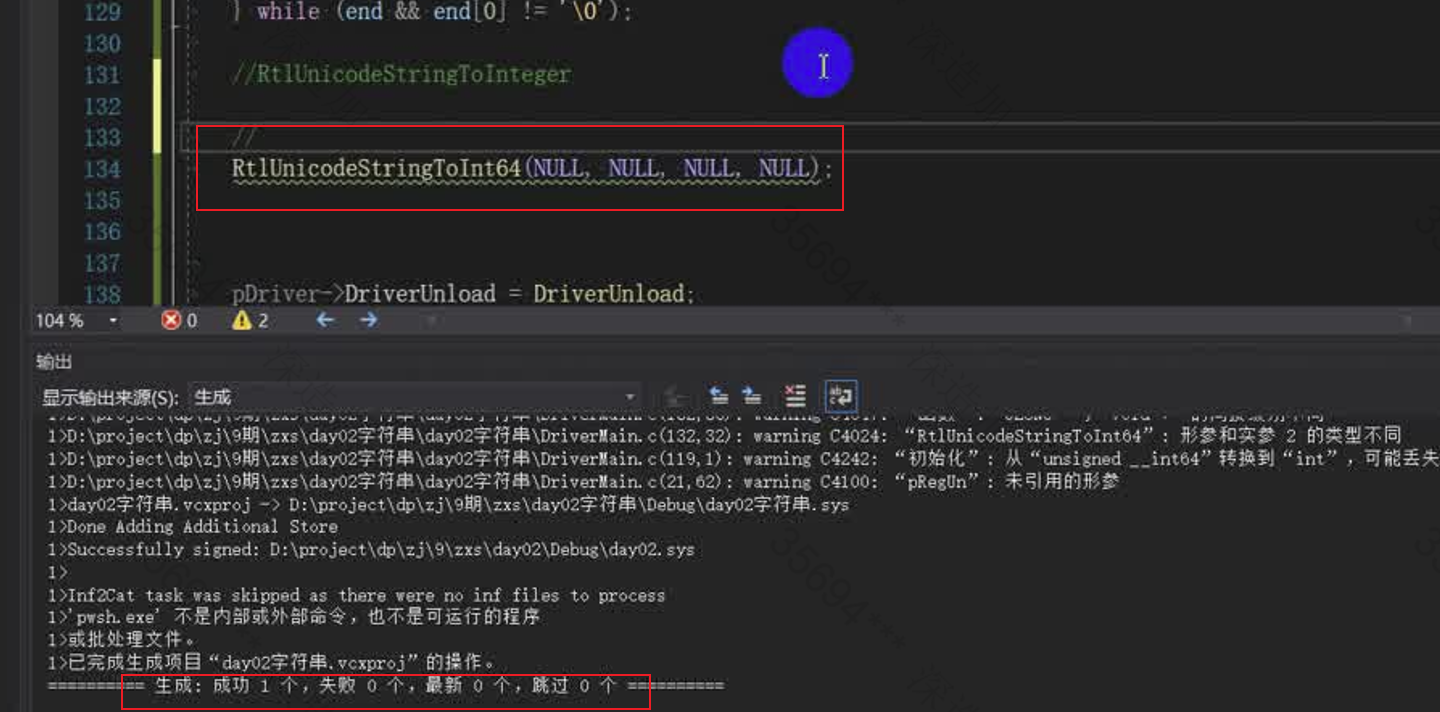 129 } while (end && end[0] != '\0');
130
131 //RtlUnicodeStringToInteger
132
133 //
134 RtlUnicodeStringToInt64(NULL, NULL, NULL, NULL);
135
136
137
138 pDriver->DriverUnload = DriverUnload;
104 % 0 2
输出
显示输出来源(S): 生成
1>D:\project\dp\zj\9期\zxs\day02字符串\day02字符串\DriverMain.c(132,32): warning C4024: “RtlUnicodeStringToInt64”: 形参和实参 2 的类型不同
1>D:\project\dp\zj\9期\zxs\day02字符串\day02字符串\DriverMain.c(119,1): warning C4242: “初始化”: 从“unsigned __int64”转换到“int”, 可能丢失
1>D:\project\dp\zj\9期\zxs\day02字符串\day02字符串\DriverMain.c(21,62): warning C4100: “pRegUn”: 未引用的形参
1>day02字符串.vcxproj -> D:\project\dp\zj\9期\zxs\day02字符串\Debug\day02字符串.sys
1>Done Adding Additional Store
1>Successfully signed: D:\project\dp\zj\9\zxs\day02\Debug\day02.sys
1>
1>Inf2Cat task was skipped as there were no inf files to process
1>'pwsh.exe' 不是内部或外部命令，也不是可运行的程序
1>或批处理文件。
1>已完成生成项目“day02字符串.vcxproj”的操作。
========== 生成: 成功 1 个，失败 0 个，最新 0 个，跳过 0 个 ==========